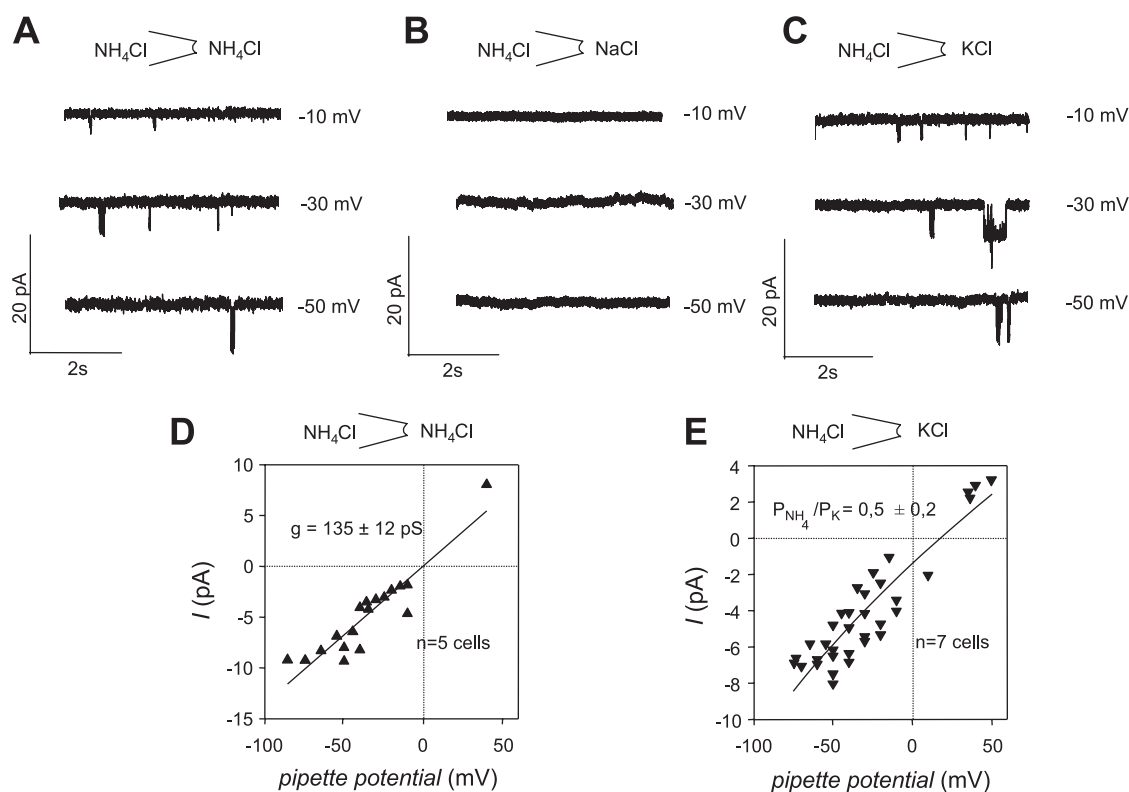 A
NH₄Cl NH₄Cl
-10 mV
-30 mV
-50 mV
20 pA
2s
B
NH₄Cl NaCl
-10 mV
-30 mV
-50 mV
20 pA
2s
C
NH₄Cl KCl
-10 mV
-30 mV
-50 mV
20 pA
2s
D
NH₄Cl NH₄Cl
10
5
0
-5
-10
-15
I (pA)
g = 135 ± 12 pS
n=5 cells
-100 -50 0 50
pipette potential (mV)
E
NH₄Cl KCl
4
2
0
-2
-4
-6
-8
-10
I (pA)
P_NH₄/P_K = 0,5 ± 0,2
n=7 cells
-100 -50 0 50
pipette potential (mV)